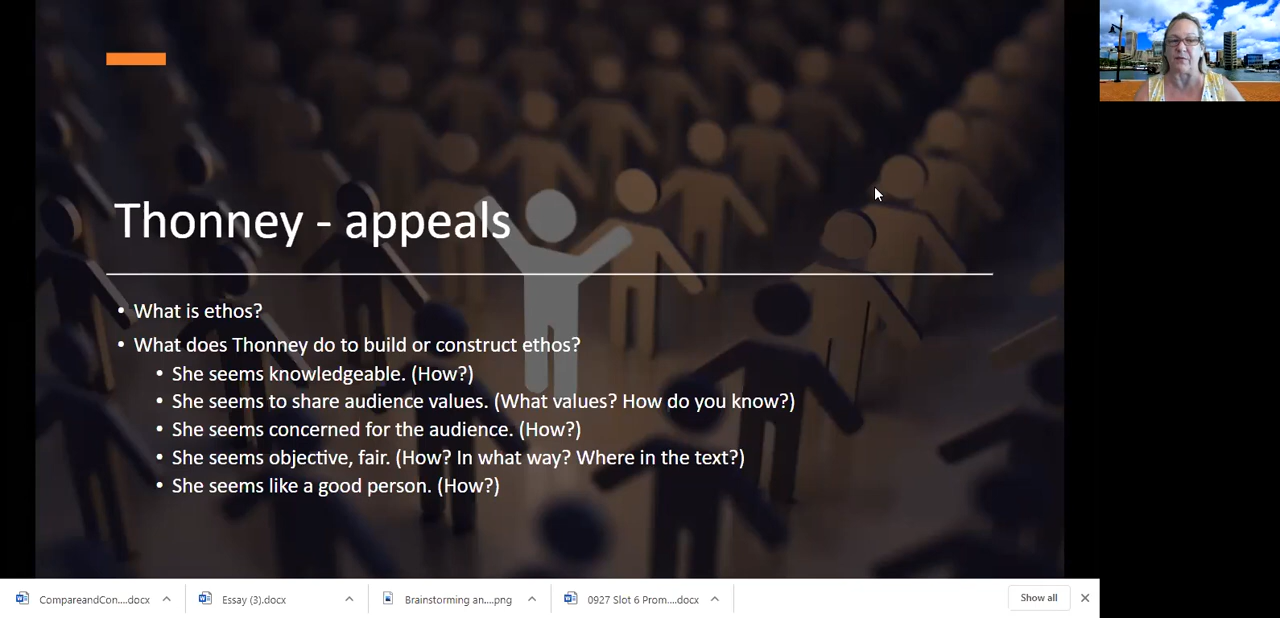 Thonney - appeals
• What is ethos?
• What does Thonney do to build or construct ethos?
• She seems knowledgeable. (How?)
• She seems to share audience values. (What values? How do you know?)
• She seems concerned for the audience. (How?)
• She seems objective, fair. (How? In what way? Where in the text?)
• She seems like a good person. (How?)
CompareandCon....docx
Essay (3).docx
Brainstorming an....png
0927 Slot 6 Prom....docx
Show all